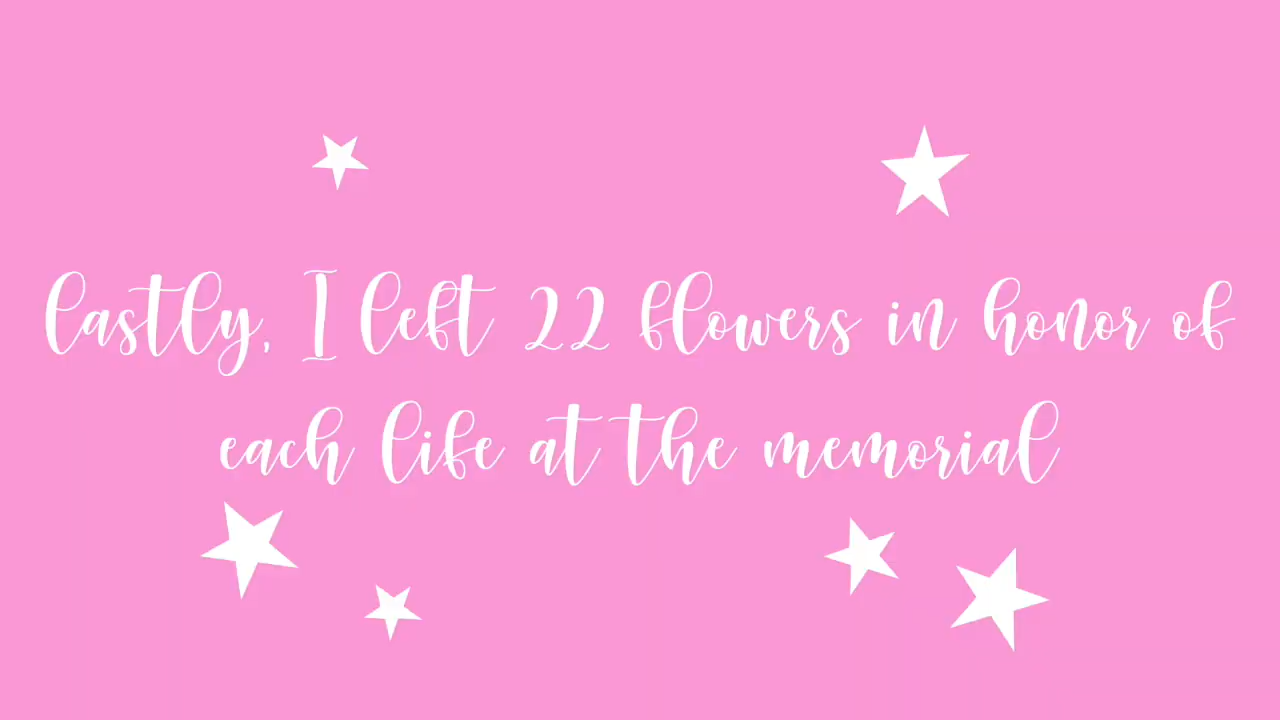 lastly, I left 22 flowers in honor of
each life at the memorial